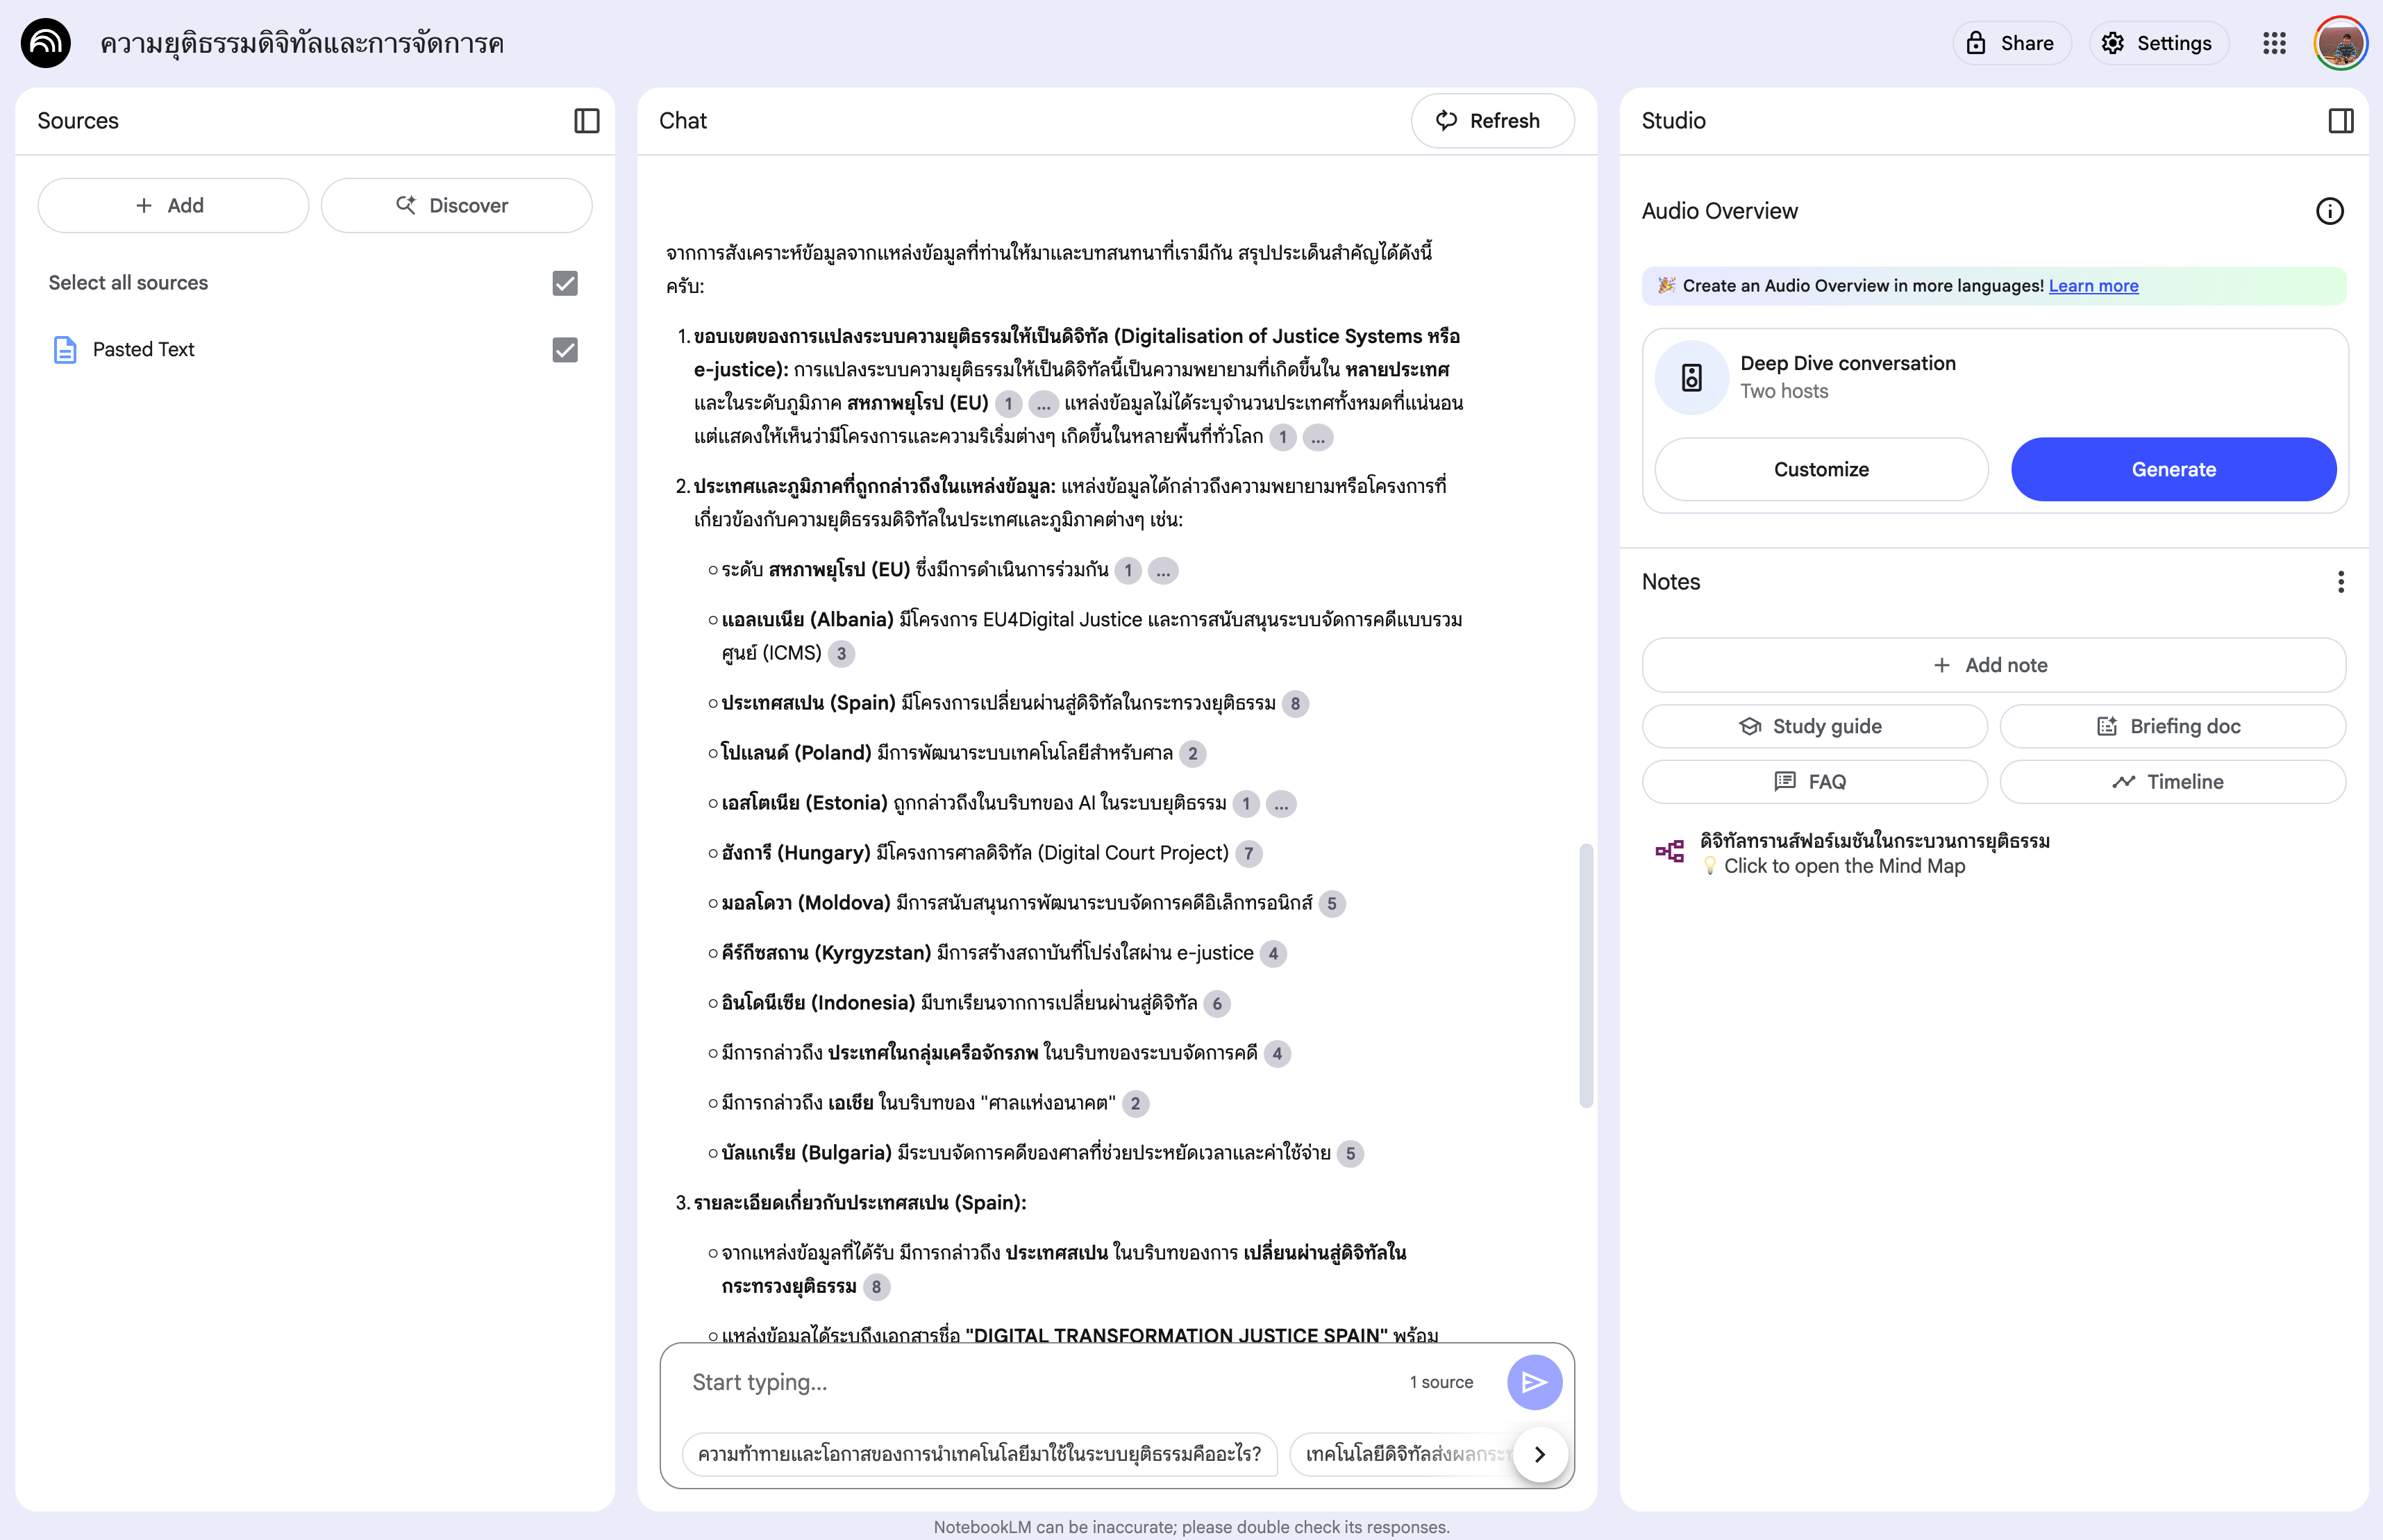 ความยุติธรรมดิจิทัลและการจัดการค
Share
Settings
Sources
Add
Discover
Select all sources
Pasted Text
Chat
Refresh
จากการสังเคราะห์ข้อมูลจากแหล่งข้อมูลที่ท่านให้มาและบทสนทนาที่เรามีกัน สรุปประเด็นสำคัญได้ดังนี้
ครับ:
1. ขอบเขตของการแปลงระบบความยุติธรรมให้เป็นดิจิทัล (Digitalisation of Justice Systems หรือ
e-justice): การแปลงระบบความยุติธรรมให้เป็นดิจิทัลนี้เป็นความพยายามที่เกิดขึ้นใน หลายประเทศ
และในระดับภูมิภาค สหภาพยุโรป (EU) 1 ... แหล่งข้อมูลไม่ได้ระบุจำนวนประเทศทั้งหมดที่แน่นอน
แต่แสดงให้เห็นว่ามีโครงการและความริเริ่มต่างๆ เกิดขึ้นในหลายพื้นที่ทั่วโลก 1 ...
2. ประเทศและภูมิภาคที่ถูกกล่าวถึงในแหล่งข้อมูล: แหล่งข้อมูลได้กล่าวถึงความพยายามหรือโครงการที่
เกี่ยวข้องกับความยุติธรรมดิจิทัลในประเทศและภูมิภาคต่างๆ เช่น:
ระดับ สหภาพยุโรป (EU) ซึ่งมีการดำเนินการร่วมกัน 1 ...
แอลเบเนีย (Albania) มีโครงการ EU4Digital Justice และการสนับสนุนระบบจัดการคดีแบบรวม
ศูนย์ (ICMS) 3
ประเทศสเปน (Spain) มีโครงการเปลี่ยนผ่านสู่ดิจิทัลในกระทรวงยุติธรรม 8
โปแลนด์ (Poland) มีการพัฒนาระบบเทคโนโลยีสำหรับศาล 2
เอสโตเนีย (Estonia) ถูกกล่าวถึงในบริบทของ AI ในระบบยุติธรรม 1 ...
ฮังการี (Hungary) มีโครงการศาลดิจิทัล (Digital Court Project) 7
มอลโดวา (Moldova) มีการสนับสนุนการพัฒนาระบบจัดการคดีอิเล็กทรอนิกส์ 5
คีร์กีซสถาน (Kyrgyzstan) มีการสร้างสถาบันที่โปร่งใสผ่าน e-justice 4
อินโดนีเซีย (Indonesia) มีบทเรียนจากการเปลี่ยนผ่านสู่ดิจิทัล 6
มีการกล่าวถึง ประเทศในกลุ่มเครือจักรภพ ในบริบทของระบบจัดการคดี 4
มีการกล่าวถึง เอเชีย ในบริบทของ "ศาลแห่งอนาคต" 2
บัลแกเรีย (Bulgaria) มีระบบจัดการคดีของศาลที่ช่วยประหยัดเวลาและค่าใช้จ่าย 5
3. รายละเอียดเกี่ยวกับประเทศสเปน (Spain):
จากแหล่งข้อมูลที่ได้รับ มีการกล่าวถึง ประเทศสเปน ในบริบทของการ เปลี่ยนผ่านสู่ดิจิทัลใน
กระทรวงยุติธรรม 8
แหล่งข้อมูลได้ระบุถึงเอกสารชื่อ "DIGITAL TRANSFORMATION JUSTICE SPAIN" พร้อม
Start typing...
1 source
ความท้าทายและโอกาสของการนำเทคโนโลยีมาใช้ในระบบยุติธรรมคืออะไร?
เทคโนโลยีดิจิทัลส่งผลกระท
NotebookLM can be inaccurate; please double check its responses.
Studio
Audio Overview
Create an Audio Overview in more languages! Learn more
Deep Dive conversation
Two hosts
Customize
Generate
Notes
Add note
Study guide
Briefing doc
FAQ
Timeline
ดิจิทัลทรานส์ฟอร์เมชันในกระบวนการยุติธรรม
Click to open the Mind Map